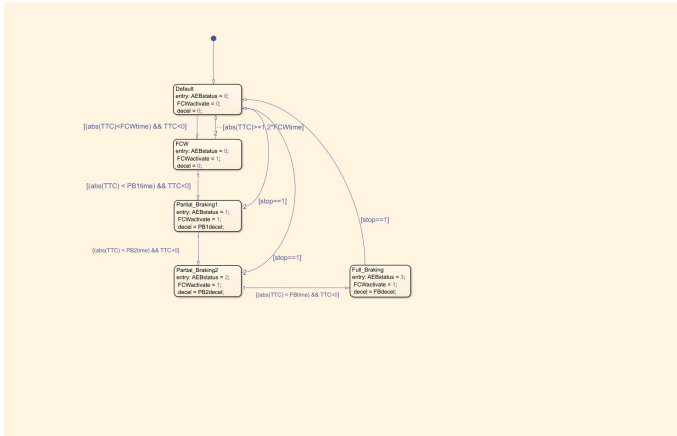 Default
entry: AEBstatus = 0;
FCWactivate = 0;
decel = 0;
[(abs(TTC)<FCWtime) && TTC<0]
1
2
[abs(TTC)>=1.2*FCWtime]
FCW
entry: AEBstatus = 0;
FCWactivate = 1;
decel = 0;
1
[(abs(TTC) < PB1time) && TTC<0]
Partial_Braking1
entry: AEBstatus = 1;
FCWactivate = 1;
decel = PB1decel;
2
[stop==1]
1
[(abs(TTC) < PB2time) && TTC<0]
[stop==1]
[stop==1]
Partial_Braking2
entry: AEBstatus = 2;
FCWactivate = 1;
decel = PB2decel;
2
1
[(abs(TTC) < FBtime) && TTC<0]
Full_Braking
entry: AEBstatus = 3;
FCWactivate = 1;
decel = FBdecel;